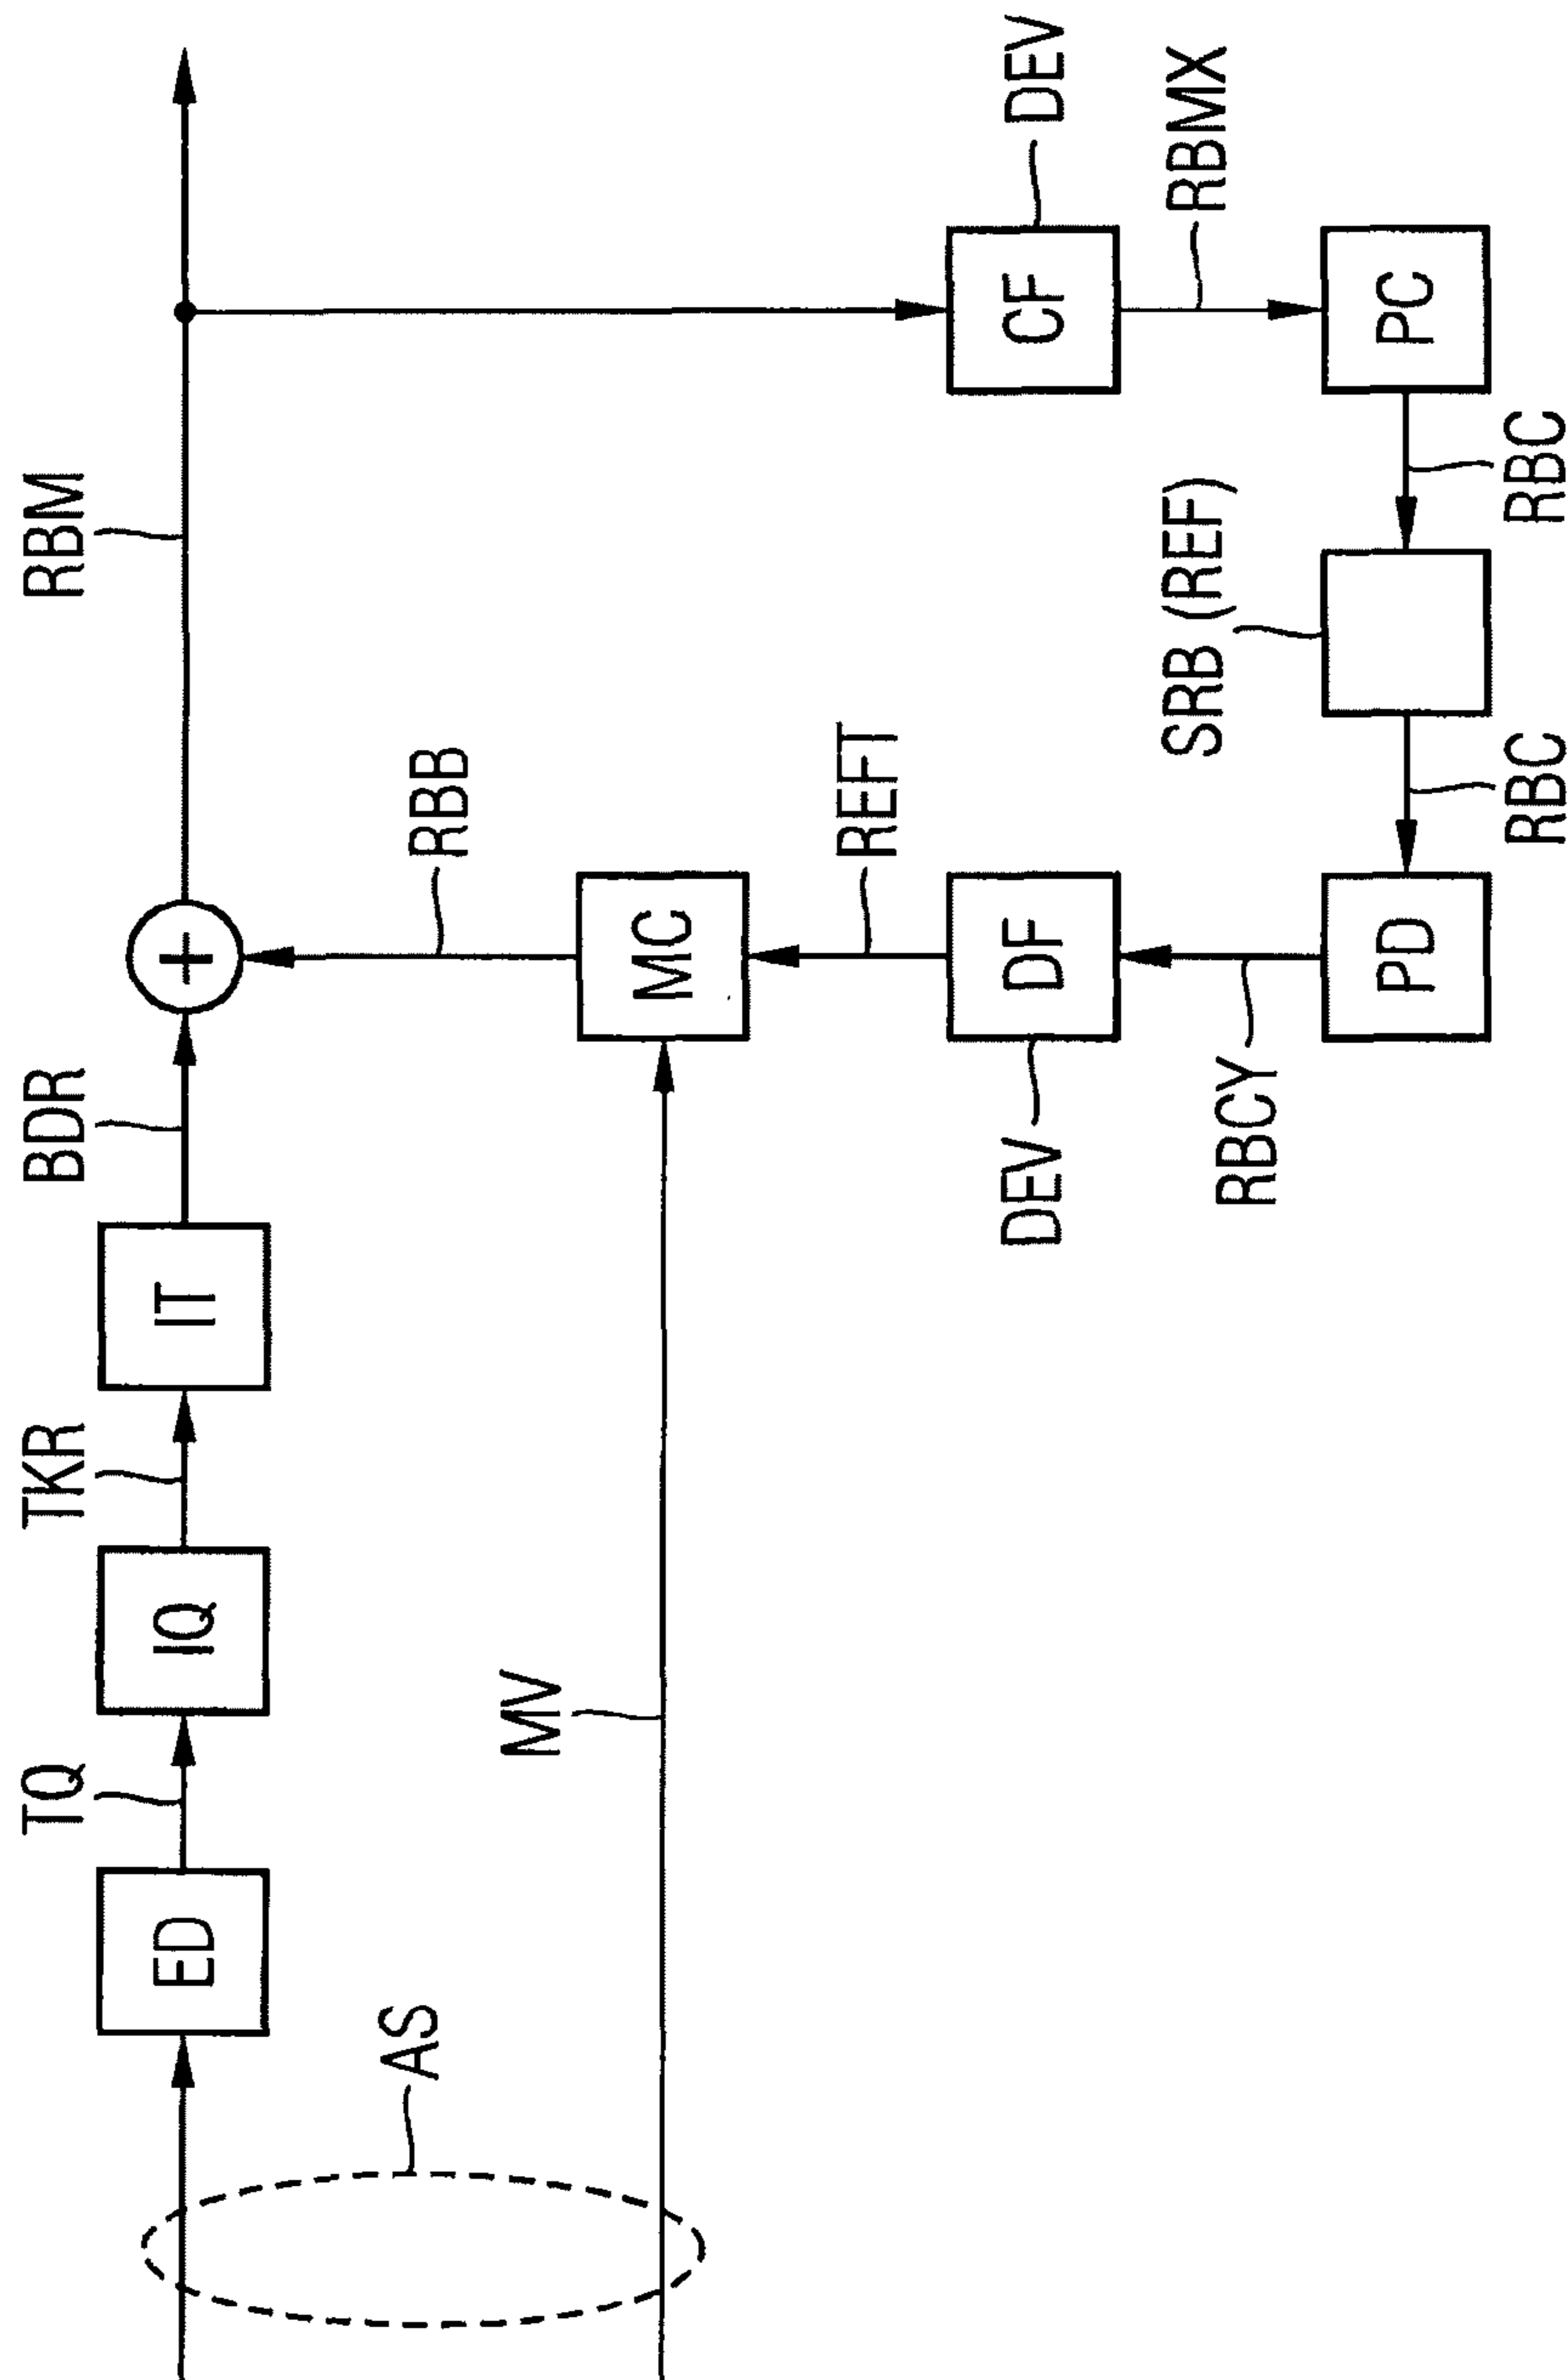 TQ
TKR
BDR
RBM
ED
IQ
IT
+
AS
RBB
MV
MC
REFT
DEV
DF
CF
DEV
RBCY
SRB (REF)
RBMX
PD
PC
RBC
RBC